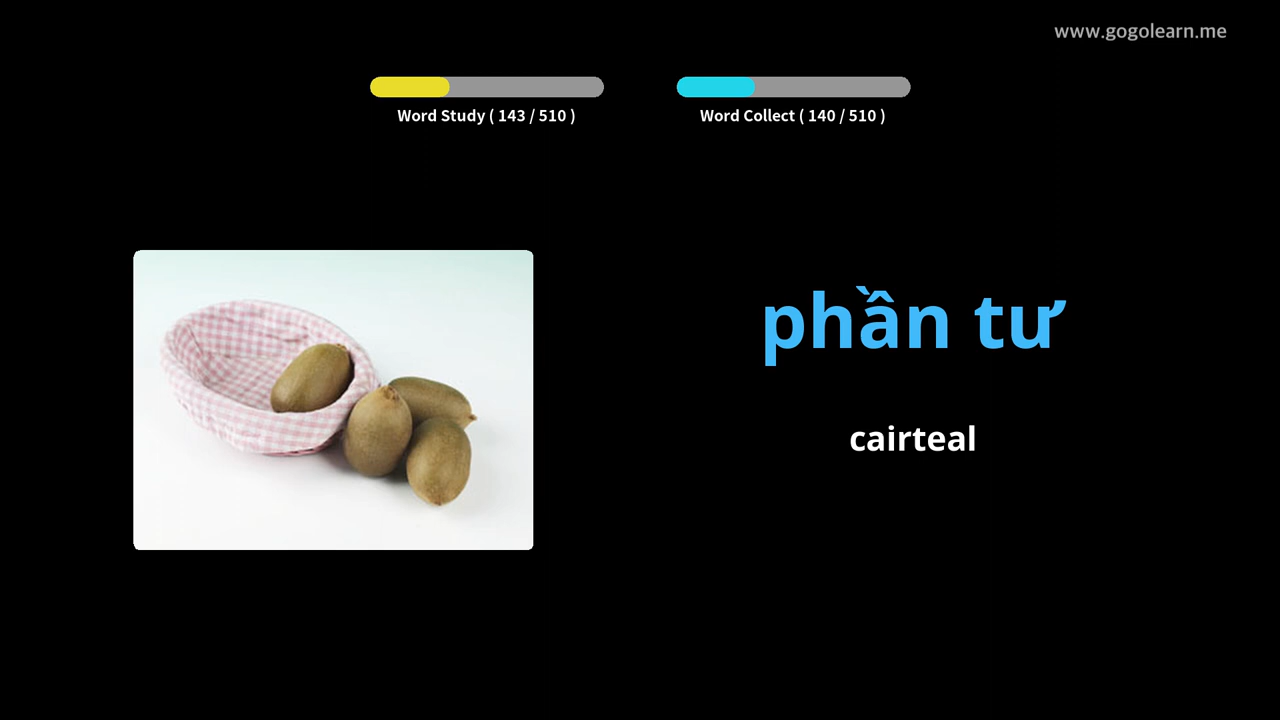 www.gogolearn.me
Word Study ( 143 / 510 )
Word Collect ( 140 / 510 )
phần tư
cairteal